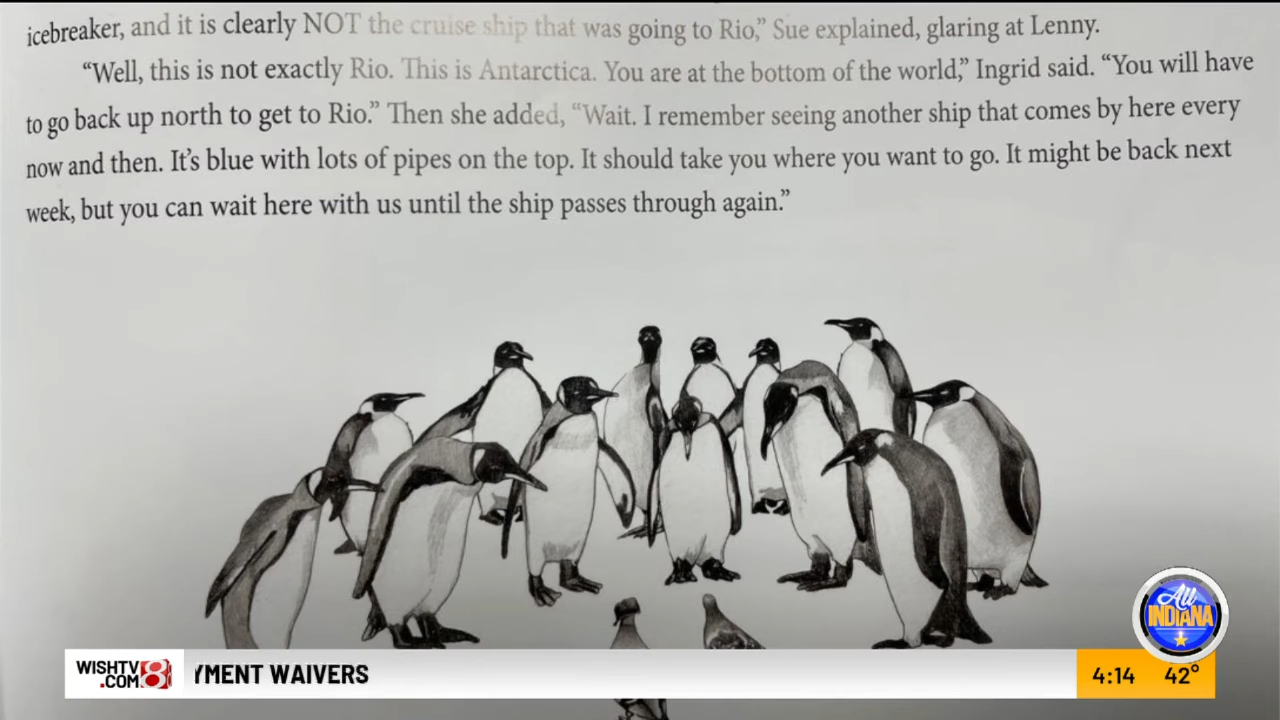 icebreaker, and it is clearly NOT the cruise ship that was going to Rio,” Sue explained, glaring at Lenny.
“Well, this is not exactly Rio. This is Antarctica. You are at the bottom of the world,” Ingrid said. “You will have
to go back up north to get to Rio.” Then she added, “Wait. I remember seeing another ship that comes by here every
now and then. It’s blue with lots of pipes on the top. It should take you where you want to go. It might be back next
week, but you can wait here with us until the ship passes through again.”
All
INDIANA
WISHTV
.COM 8
YMENT WAIVERS
4:14 42°